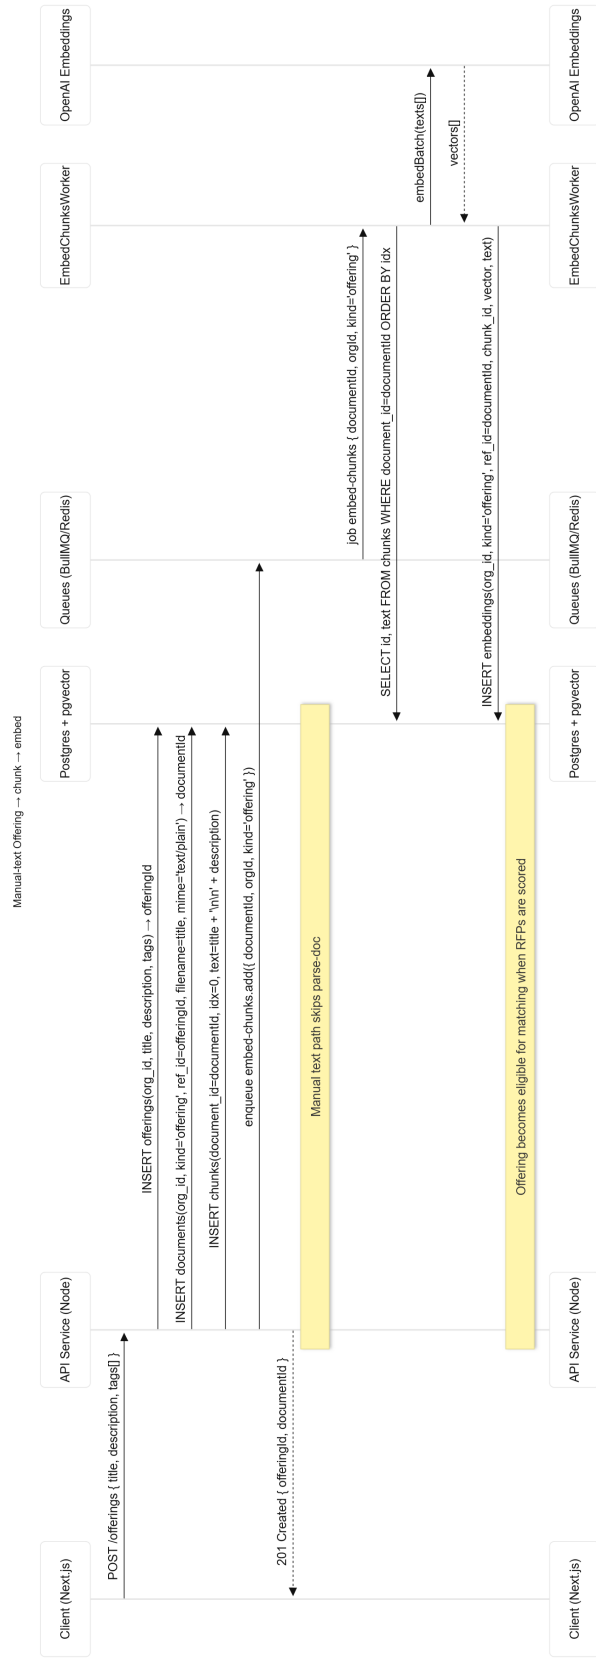 Manual-text Offering → chunk → embed
Client (Next.js)
API Service (Node)
Postgres + pgvector
Queues (BullMQ/Redis)
EmbedChunksWorker
OpenAI Embeddings
POST /offerings { title, description, tags[] }
INSERT offerings(org_id, title, description, tags) → offeringId
INSERT documents(org_id, kind='offering', ref_id=offeringId, filename=title, mime='text/plain') → documentId
INSERT chunks(document_id=documentId, idx=0, text=title + '\n\n' + description)
enqueue embed-chunks.add({ documentId, orgId, kind='offering' })
201 Created { offeringId, documentId }
Manual text path skips parse-doc
job embed-chunks { documentId, orgId, kind='offering' }
SELECT id, text FROM chunks WHERE document_id=documentId ORDER BY idx
embedBatch(texts[])
vectors[]
INSERT embeddings(org_id, kind='offering', ref_id=documentId, chunk_id, vector, text)
Offering becomes eligible for matching when RFPs are scored
Client (Next.js)
API Service (Node)
Postgres + pgvector
Queues (BullMQ/Redis)
EmbedChunksWorker
OpenAI Embeddings